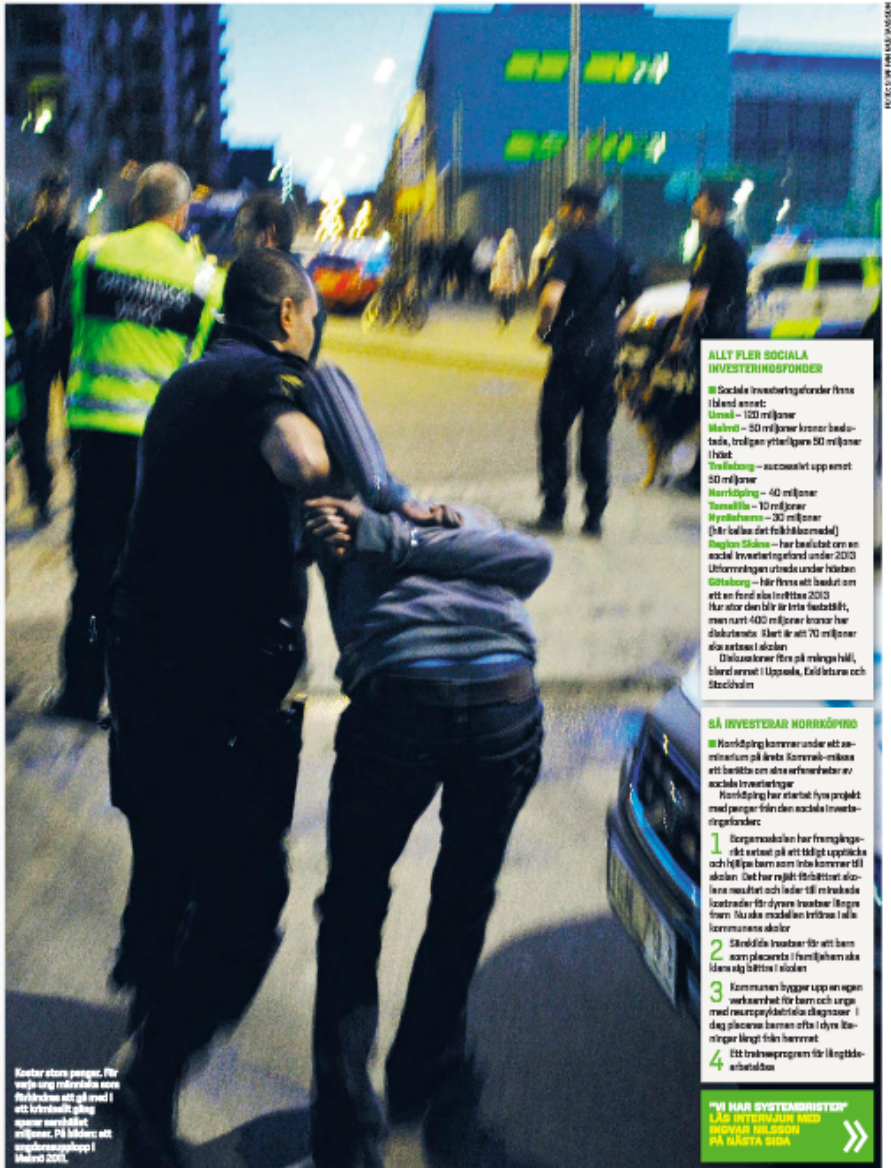 ORDNINGS
VAKT
ALLT FLER SOCIALA
INVESTERINGSFONDER
Sociala investeringsfonder finns
i bland annat:
Umeå – 120 miljoner
Malmö – 50 miljoner kronor beslu-
tade, troligen ytterligare 50 miljoner
i höst
Trelleborg – successivt upp emot
50 miljoner
Norrköping – 40 miljoner
Tomelilla – 10 miljoner
Nynäshamn – 30 miljoner
(här kallas det folkhälsomedel)
Region Skåne – har beslutat om en
social investeringsfond under 2013
Utformningen utreds under hösten
Göteborg – här finns ett beslut om
att en fond ska inrättas 2013
Hur stor den blir är inte fastställt,
men runt 400 miljoner kronor har
diskuterats Klart är att 70 miljoner
ska satsas i skolan
Diskussioner förs på många håll,
bland annat i Uppsala, Eskilstuna och
Stockholm
SÅ INVESTERAR NORRKÖPING
Norrköping kommer under ett se-
minarium på årets Kommek-mässa
att berätta om sina erfarenheter av
sociala investeringar
Norrköping har startat fyra projekt
med pengar från den sociala investe-
ringsfonden:
1 Borgsmoskolan har framgångs-
rikt satsat på att tidigt upptäcka
och hjälpa barn som inte kommer till
skolan Det har rejält förbättrat sko-
lans resultat och leder till minskade
kostnader för dyrare insatser längre
fram Nu ska modellen införas i alla
kommunens skolor
2 Särskilda insatser för att barn
som placerats i familjehem ska
klara sig bättre i skolan
3 Kommunen bygger upp en egen
verksamhet för barn och unga
med neuropsykiatriska diagnoser I
dag placeras barnen ofta i dyra lös-
ningar långt från hemmet
4 Ett traineeprogram för långtids-
arbetslösa
"VI HAR SYSTEMBRISTER"
LÄS INTERVJUN MED
INGVAR NILSSON
PÅ NÄSTA SIDA
Kostar stora pengar. För
varje ung människa som
förhindras att gå med i
ett kriminellt gäng
sparar samhället
miljoner. På bilden: ett
ungdomsupplopp i
Malmö 2011.